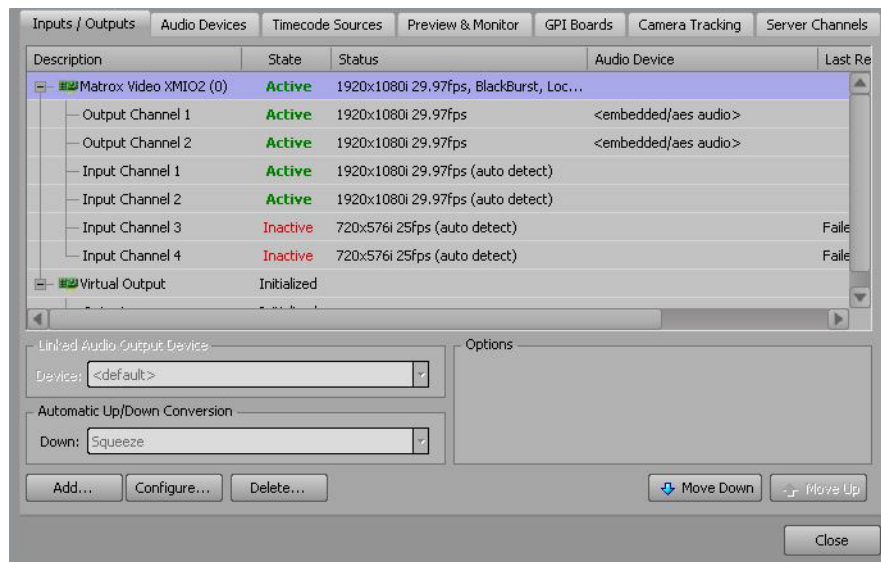 Inputs / Outputs Audio Devices Timecode Sources Preview & Monitor GPI Boards Camera Tracking Server Channels
Description State Status Audio Device Last Re
Matrox Video XMIO2 (0) Active 1920x1080i 29.97fps, BlackBurst, Loc...
Output Channel 1 Active 1920x1080i 29.97fps <embedded/aes audio>
Output Channel 2 Active 1920x1080i 29.97fps <embedded/aes audio>
Input Channel 1 Active 1920x1080i 29.97fps (auto detect)
Input Channel 2 Active 1920x1080i 29.97fps (auto detect)
Input Channel 3 Inactive 720x576i 25fps (auto detect) Faile
Input Channel 4 Inactive 720x576i 25fps (auto detect) Faile
Virtual Output Initialized
Linked Audio Output Device Options
Device: <default>
Automatic Up/Down Conversion
Down: Squeeze
Add... Configure... Delete... Move Down Move Up
Close